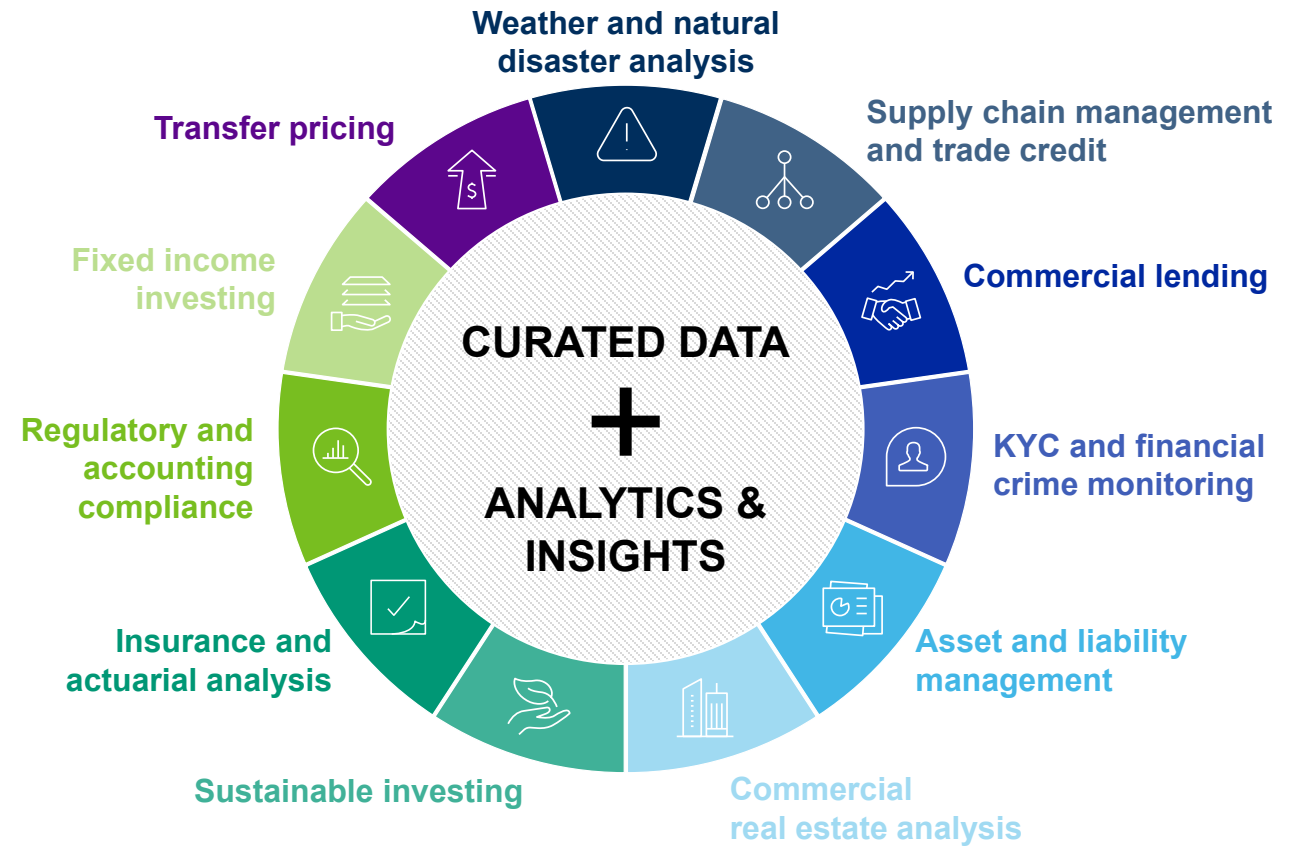 Weather and natural
disaster analysis
Supply chain management
and trade credit
Commercial lending
KYC and financial
crime monitoring
Asset and liability
management
Commercial
real estate analysis
Sustainable investing
Insurance and
actuarial analysis
Regulatory and
accounting
compliance
Fixed income
investing
Transfer pricing
$
CURATED DATA
+
ANALYTICS &
INSIGHTS